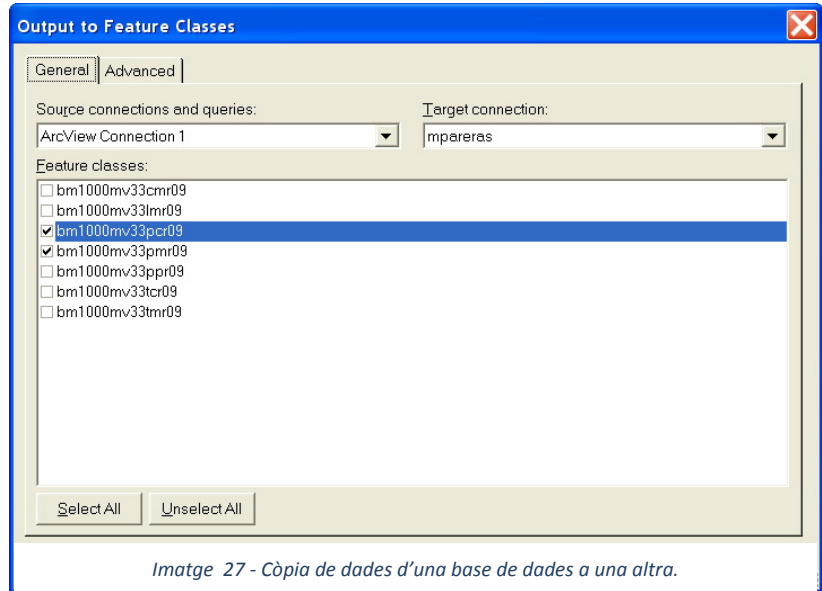 Output to Feature Classes
General Advanced
Source connections and queries: Target connection:
ArcView Connection 1 mpareras
Feature classes:
bm1000mv33cmr09
bm1000mv33lmr09
bm1000mv33pcr09
bm1000mv33pmr09
bm1000mv33ppr09
bm1000mv33tcr09
bm1000mv33tmr09
Select All Unselect All
Imatge 27 - Còpia de dades d’una base de dades a una altra.